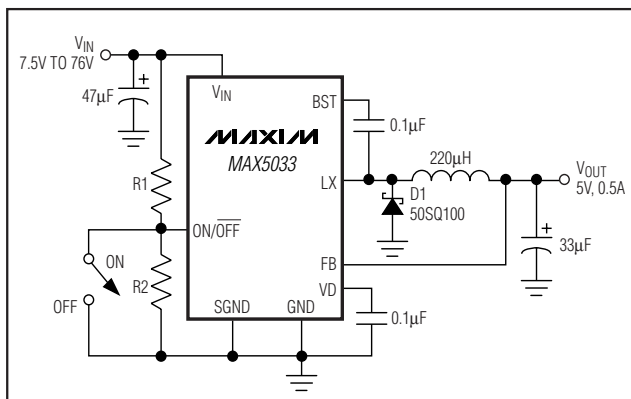 VIN
7.5V TO 76V
47μF
R1
ON
OFF
R2
VIN
MAXIM
MAX5033
ON/OFF
SGND
GND
BST
LX
FB
VD
0.1μF
220μH
D1
50SQ100
VOUT
5V, 0.5A
33μF
0.1μF